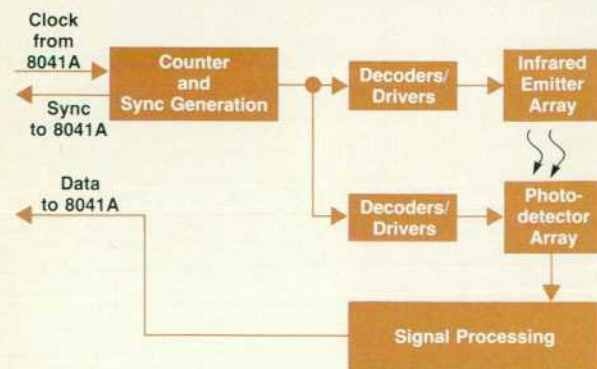 Clock
from
8041A
Counter
and
Sync Generation
Sync
to 8041A
Decoders/
Drivers
Infrared
Emitter
Array
Data
to 8041A
Decoders/
Drivers
Photo-
detector
Array
Signal Processing